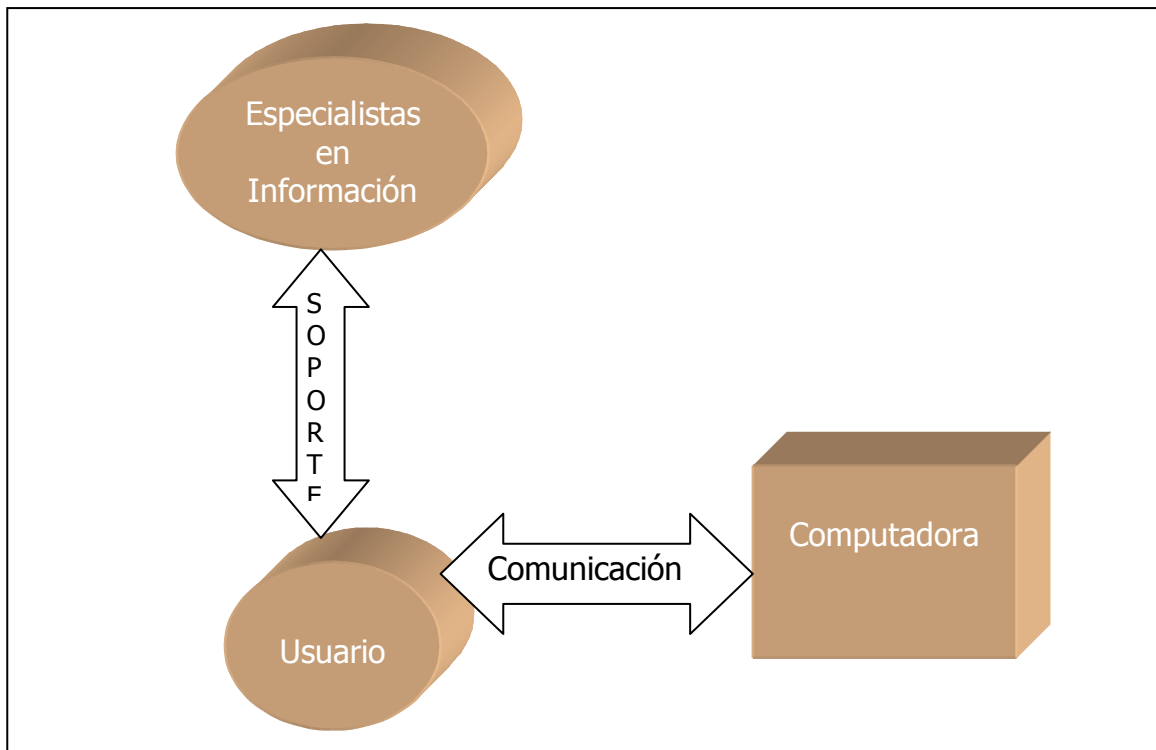 Especialistas
en
Información
S
O
P
O
R
T
E
Comunicación
Computadora
Usuario